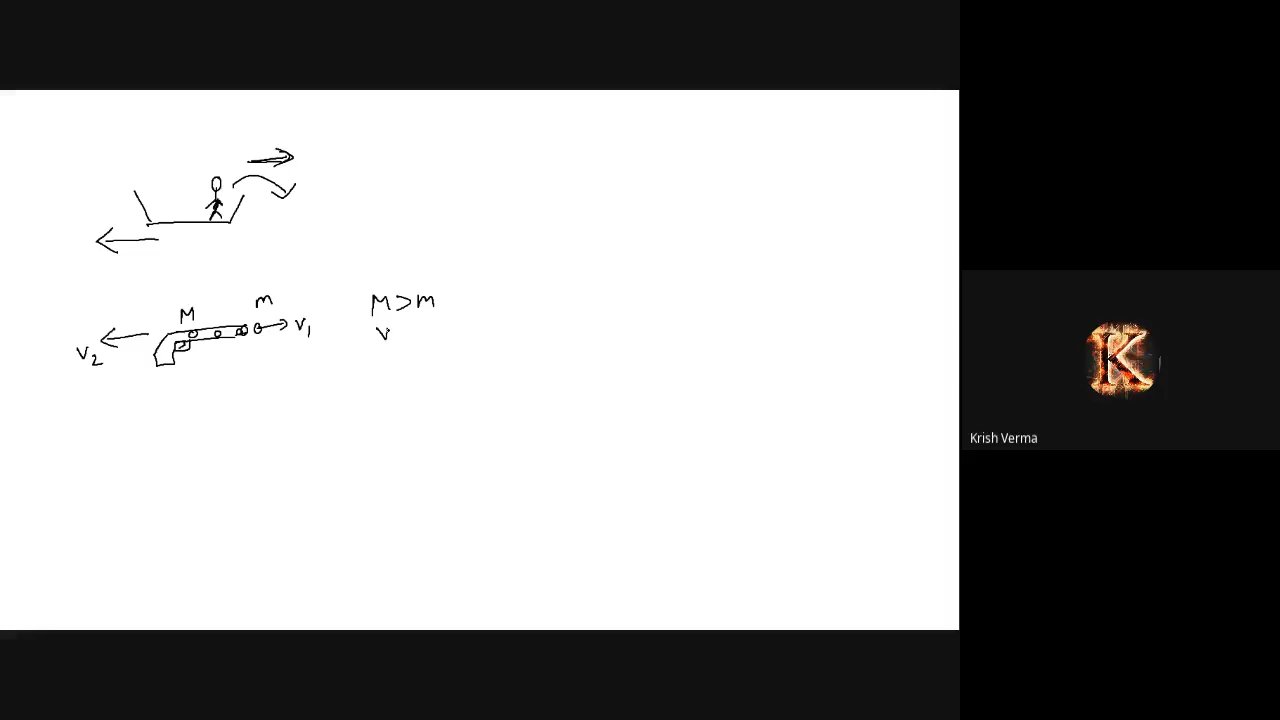 M m
V₂ V₁
M > m
V
K
Krish Verma